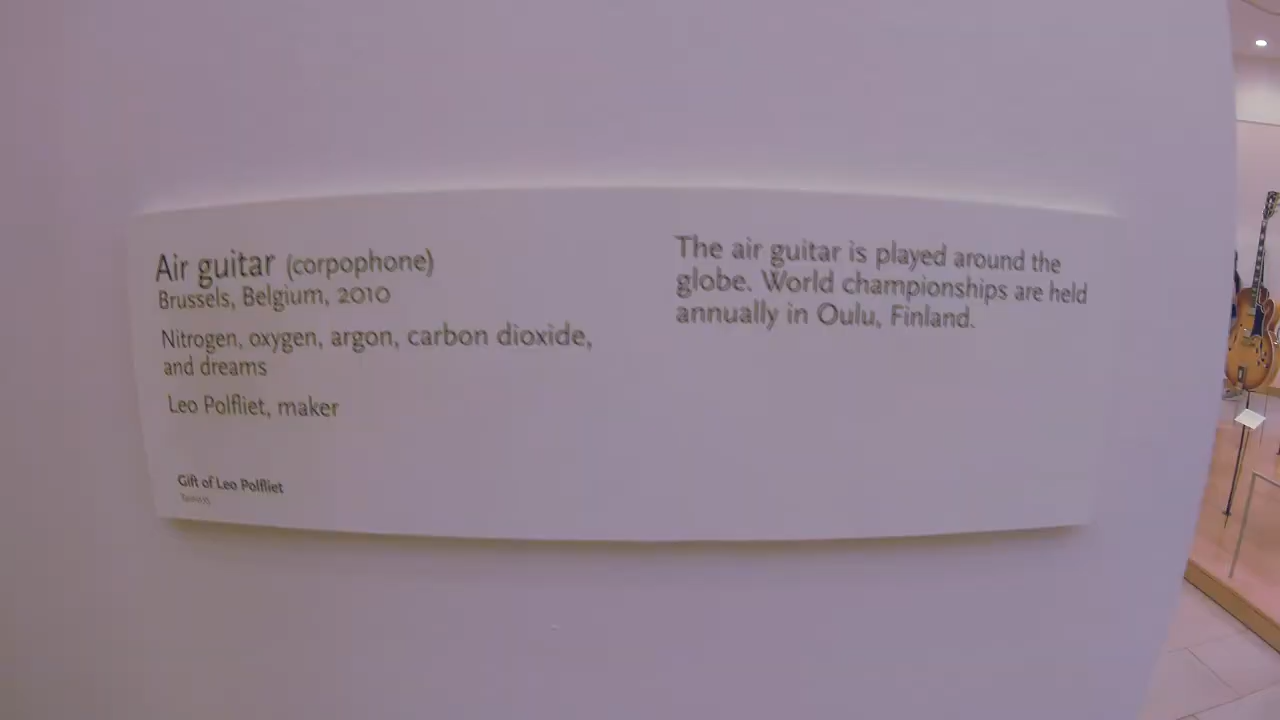 Air guitar (corpophone)
Brussels, Belgium, 2010
Nitrogen, oxygen, argon, carbon dioxide,
and dreams
Leo Polfliet, maker
Gift of Leo Polfliet
The air guitar is played around the
globe. World championships are held
annually in Oulu, Finland.